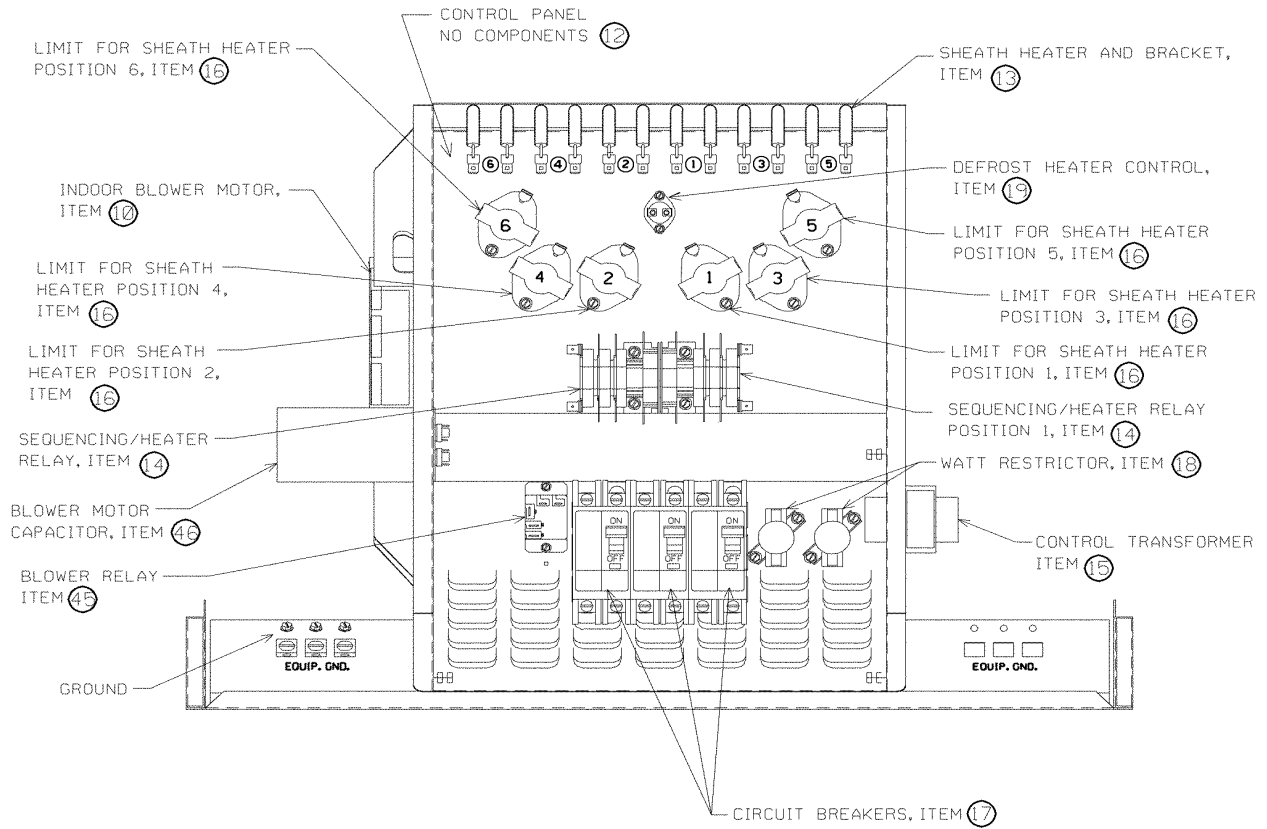 CONTROL PANEL
NO COMPONENTS 12
LIMIT FOR SHEATH HEATER
POSITION 6, ITEM 16
SHEATH HEATER AND BRACKET,
ITEM 13
6 4 2 1 3 5
DEFROST HEATER CONTROL,
ITEM 19
INDOOR BLOWER MOTOR,
ITEM 10
6
5
LIMIT FOR SHEATH HEATER
POSITION 5, ITEM 16
4 2 1 3
LIMIT FOR SHEATH
HEATER POSITION 4,
ITEM 16
LIMIT FOR SHEATH HEATER
POSITION 3, ITEM 16
LIMIT FOR SHEATH
HEATER POSITION 2,
ITEM 16
LIMIT FOR SHEATH HEATER
POSITION 1, ITEM 16
SEQUENCING/HEATER RELAY
POSITION 1, ITEM 14
SEQUENCING/HEATER
RELAY, ITEM 14
WATT RESTRICTOR, ITEM 18
BLOWER MOTOR
CAPACITOR, ITEM 46
ON ON ON
OFF OFF OFF
CONTROL TRANSFORMER
ITEM 15
BLOWER RELAY
ITEM 45
EQUIP. GND.
EQUIP. GND.
GROUND
CIRCUIT BREAKERS, ITEM 17